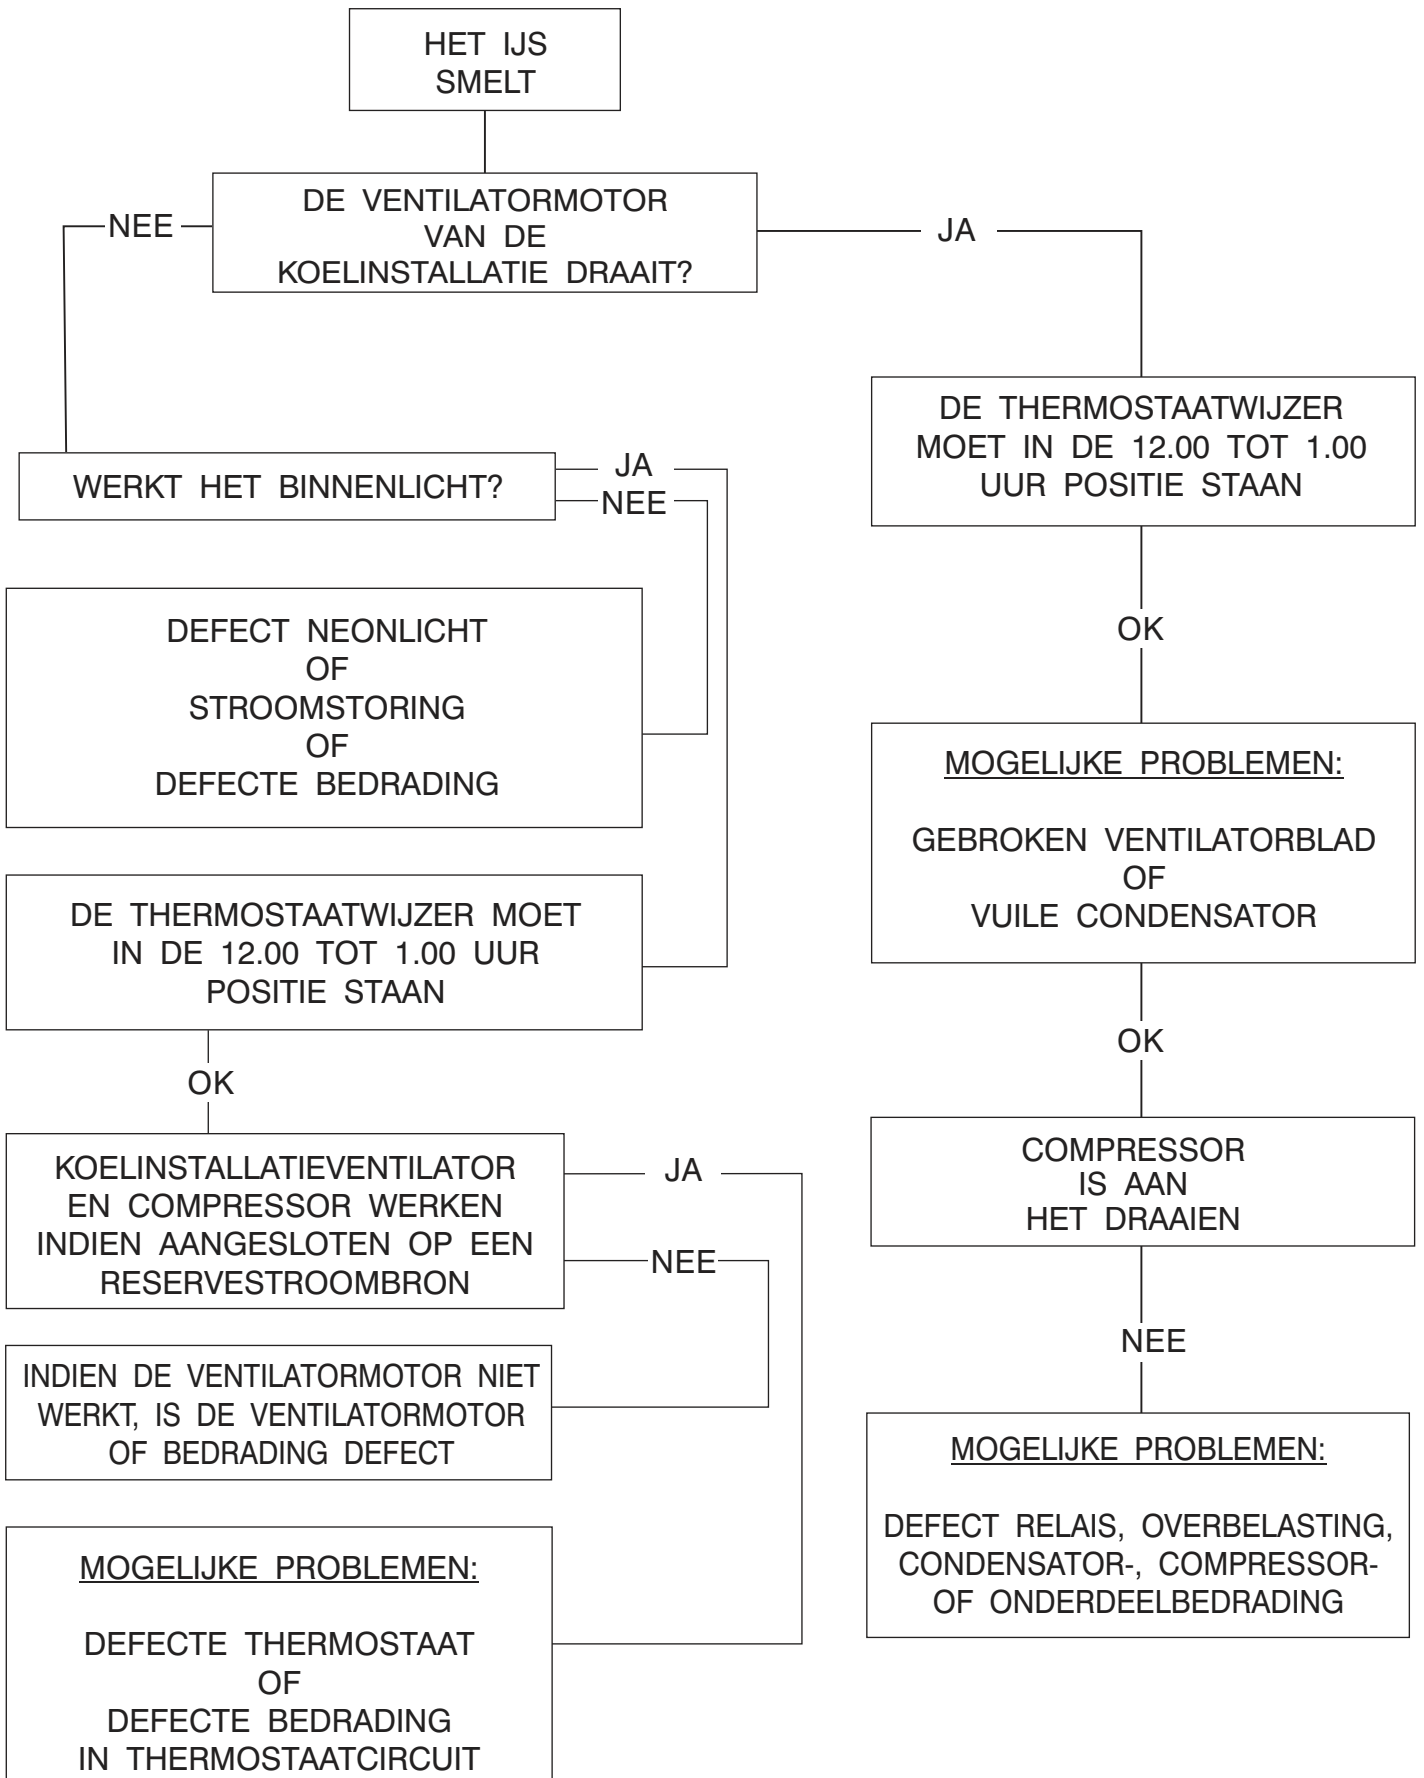 HET IJS
SMELT
DE VENTILATORMOTOR
VAN DE
KOELINSTALLATIE DRAAIT?
NEE
JA
DE THERMOSTAATWIJZER
MOET IN DE 12.00 TOT 1.00
UUR POSITIE STAAN
WERKT HET BINNENLICHT?
JA
NEE
DEFECT NEONLICHT
OF
STROOMSTORING
OF
DEFECTE BEDRADING
OK
MOGELIJKE PROBLEMEN:
GEBROKEN VENTILATORBLAD
OF
VUILE CONDENSATOR
DE THERMOSTAATWIJZER MOET
IN DE 12.00 TOT 1.00 UUR
POSITIE STAAN
OK
OK
KOELINSTALLATIEVENTILATOR
EN COMPRESSOR WERKEN
INDIEN AANGESLOTEN OP EEN
RESERVESTROOMBRON
JA
NEE
COMPRESSOR
IS AAN
HET DRAAIEN
NEE
INDIEN DE VENTILATORMOTOR NIET
WERKT, IS DE VENTILATORMOTOR
OF BEDRADING DEFECT
MOGELIJKE PROBLEMEN:
DEFECT RELAIS, OVERBELASTING,
CONDENSATOR-, COMPRESSOR-
OF ONDERDEELBEDRADING
MOGELIJKE PROBLEMEN:
DEFECTE THERMOSTAAT
OF
DEFECTE BEDRADING
IN THERMOSTAATCIRCUIT